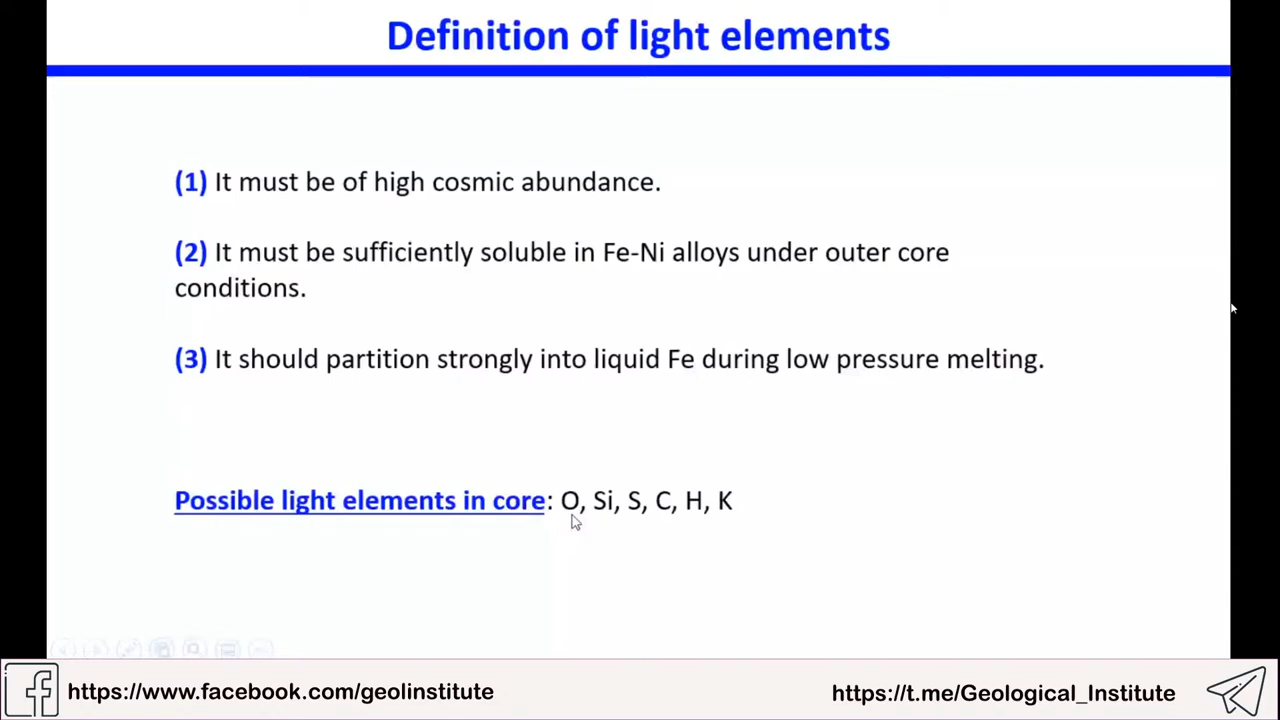 Definition of light elements
(1) It must be of high cosmic abundance.
(2) It must be sufficiently soluble in Fe-Ni alloys under outer core
conditions.
(3) It should partition strongly into liquid Fe during low pressure melting.
Possible light elements in core: O, Si, S, C, H, K
https://www.facebook.com/geolinstitute
https://t.me/Geological_Institute